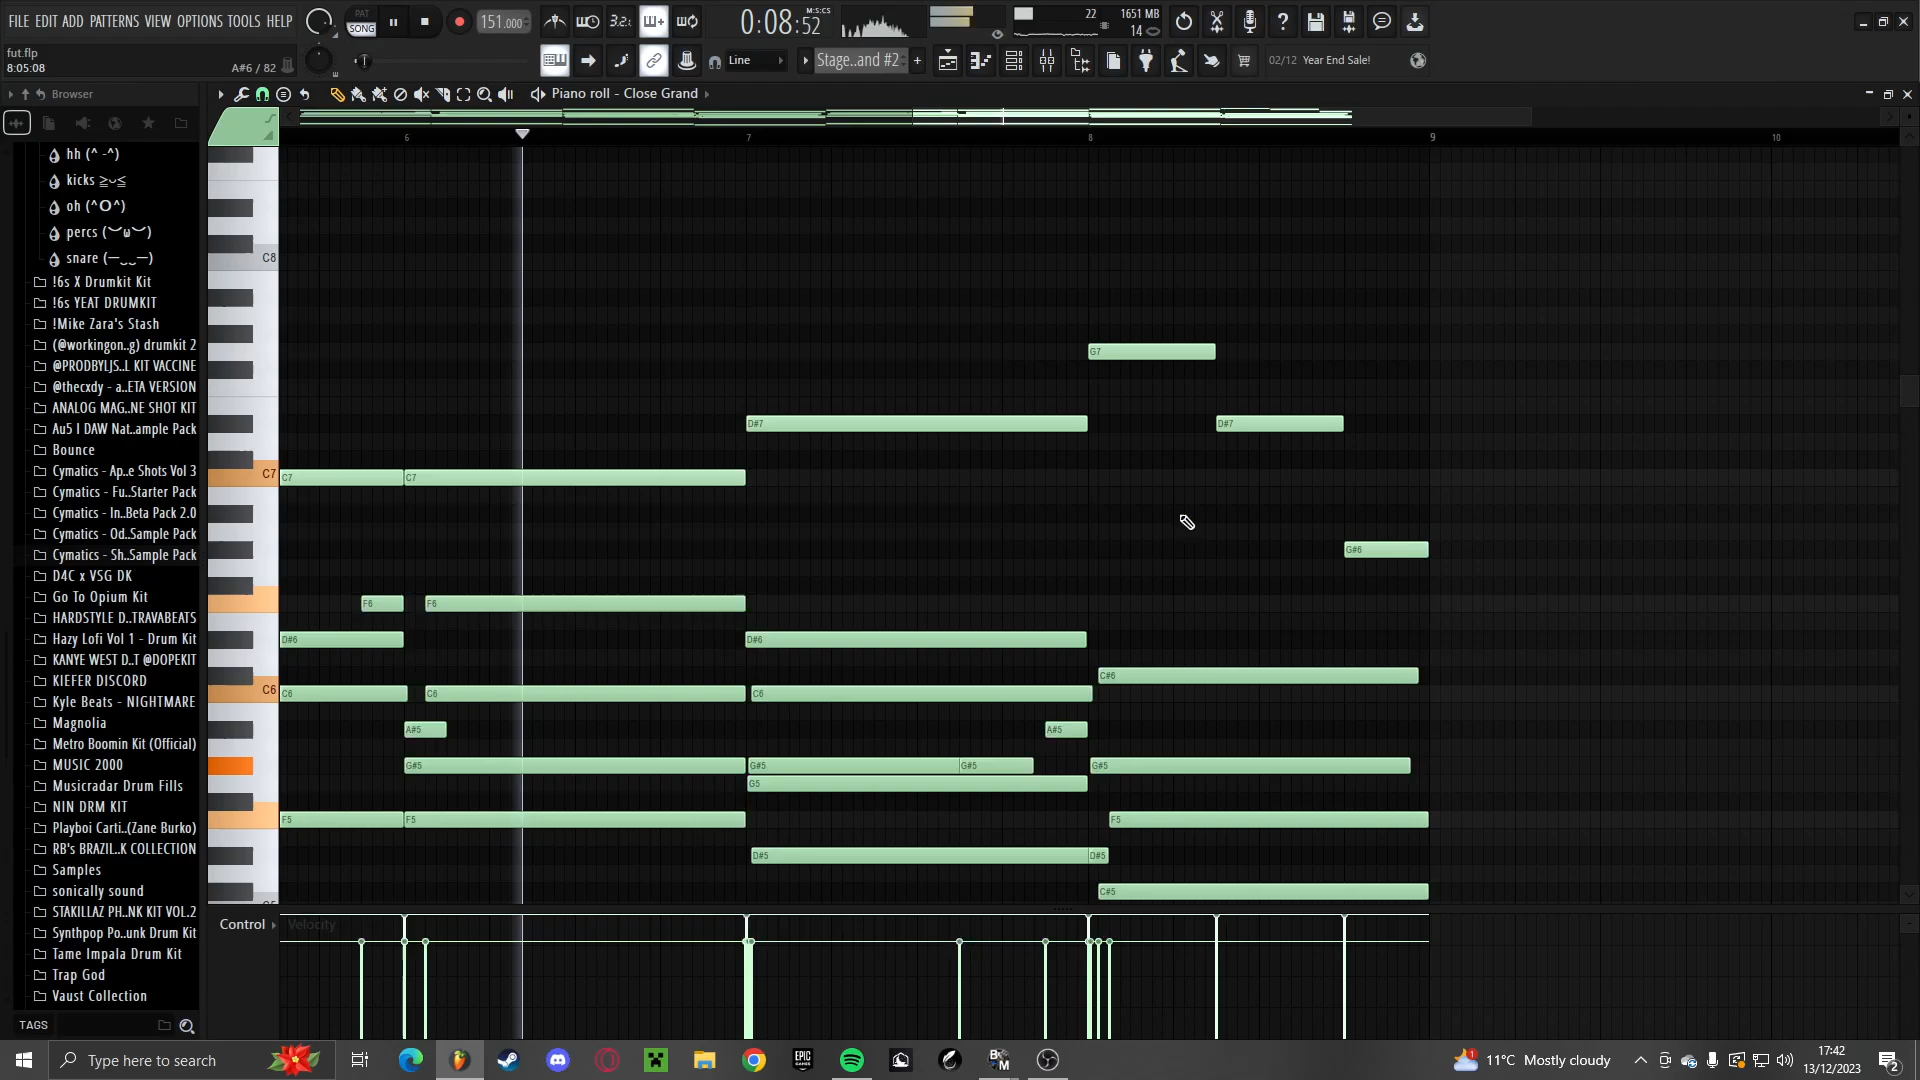 FILE EDIT ADD PATTERNS VIEW OPTIONS TOOLS HELP
PAT
SONG
151.000
3.2.
0:08:52
M:S:CS
22
1651 MB
14
fut.flp
8:05:08
A#6 / 82
Line
Stage..and #2
02/12 Year End Sale!
Browser
Piano roll - Close Grand
6
7
8
9
10
hh (^ -^)
kicks ≧◡≦
oh (^O^)
percs (︶ω︶)
snare (一‿‿一)
!6s X Drumkit Kit
!6s YEAT DRUMKIT
!Mike Zara's Stash
(@workingon..g) drumkit 2
@PRODBYLJS..L KIT VACCINE
@thecxdy - a..ETA VERSION
ANALOG MAG..NE SHOT KIT
Au5 I DAW Nat..ample Pack
Bounce
Cymatics - Ap..e Shots Vol 3
Cymatics - Fu..Starter Pack
Cymatics - In..Beta Pack 2.0
Cymatics - Od..Sample Pack
Cymatics - Sh..Sample Pack
D4C x VSG DK
Go To Opium Kit
HARDSTYLE D..TRAVABEATS
Hazy Lofi Vol 1 - Drum Kit
KANYE WEST D..T @DOPEKIT
KIEFER DISCORD
Kyle Beats - NIGHTMARE
Magnolia
Metro Boomin Kit (Official)
MUSIC 2000
Musicradar Drum Fills
NIN DRM KIT
Playboi Carti..(Zane Burko)
RB's BRAZIL..K COLLECTION
Samples
sonically sound
STAKILLAZ PH..NK KIT VOL.2
Synthpop Po..unk Drum Kit
Tame Impala Drum Kit
Trap God
Vaust Collection
TAGS
C8
C7
C6
G7
D#7
D#7
C7
C7
G#6
F6
F6
D#6
D#6
C#6
C6
C6
C6
A#5
A#5
G#5
G#5
G#5
G#5
G5
F5
F5
F5
D#5
D#5
C#5
Control
Velocity
Type here to search
EPIC GAMES
1
11°C Mostly cloudy
17:42
13/12/2023
2